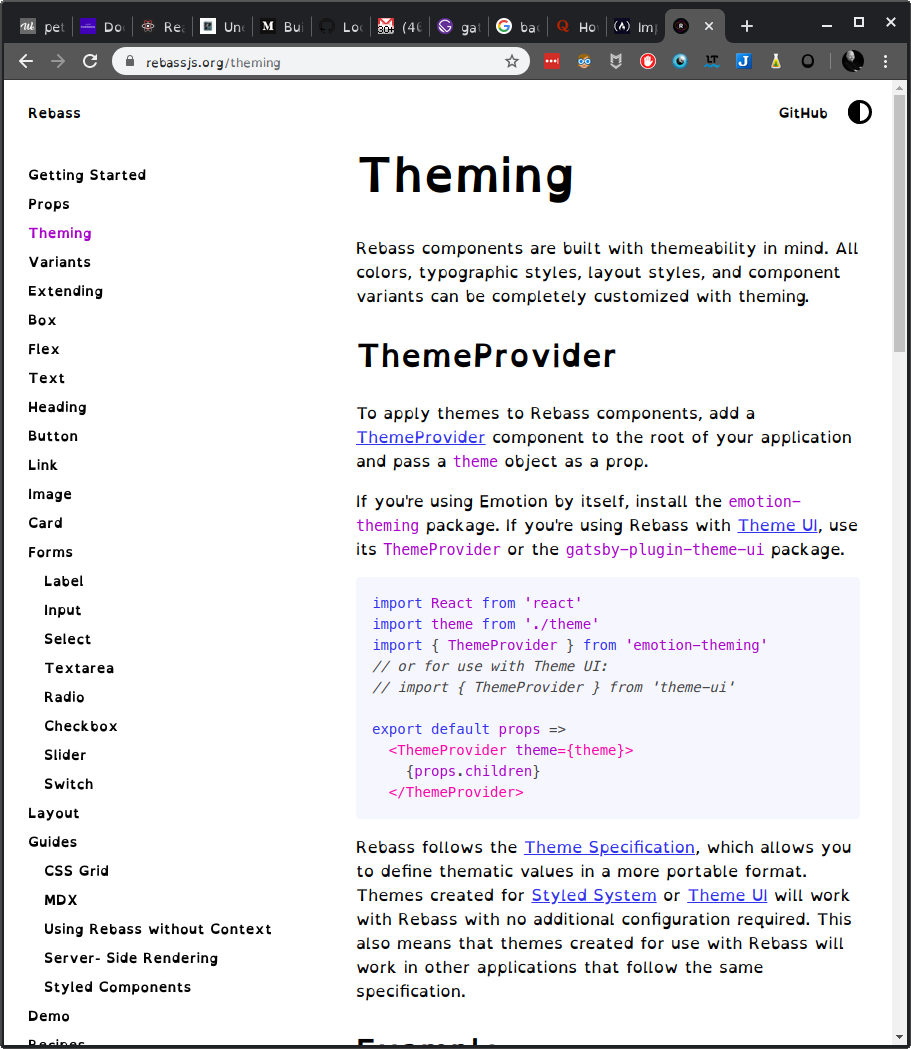 pet
Do
Rea
Un
M Bui
Lo
30+ (46
gat
bac
Q Ho
(A) Im
R
rebassjs.org/theming
LT
J
Rebass
GitHub
Getting Started
Props
Theming
Variants
Extending
Box
Flex
Text
Heading
Button
Link
Image
Card
Forms
Label
Input
Select
Textarea
Radio
Checkbox
Slider
Switch
Layout
Guides
CSS Grid
MDX
Using Rebass without Context
Server- Side Rendering
Styled Components
Demo
Recipes
Theming
Rebass components are built with themeability in mind. All
colors, typographic styles, layout styles, and component
variants can be completely customized with theming.
ThemeProvider
To apply themes to Rebass components, add a
ThemeProvider component to the root of your application
and pass a theme object as a prop.
If you're using Emotion by itself, install the emotion-
theming package. If you're using Rebass with Theme UI, use
its ThemeProvider or the gatsby-plugin-theme-ui package.
import React from 'react'
import theme from './theme'
import { ThemeProvider } from 'emotion-theming'
// or for use with Theme UI:
// import { ThemeProvider } from 'theme-ui'
export default props =>
<ThemeProvider theme={theme}>
{props.children}
</ThemeProvider>
Rebass follows the Theme Specification, which allows you
to define thematic values in a more portable format.
Themes created for Styled System or Theme UI will work
with Rebass with no additional configuration required. This
also means that themes created for use with Rebass will
work in other applications that follow the same
specification.
Example